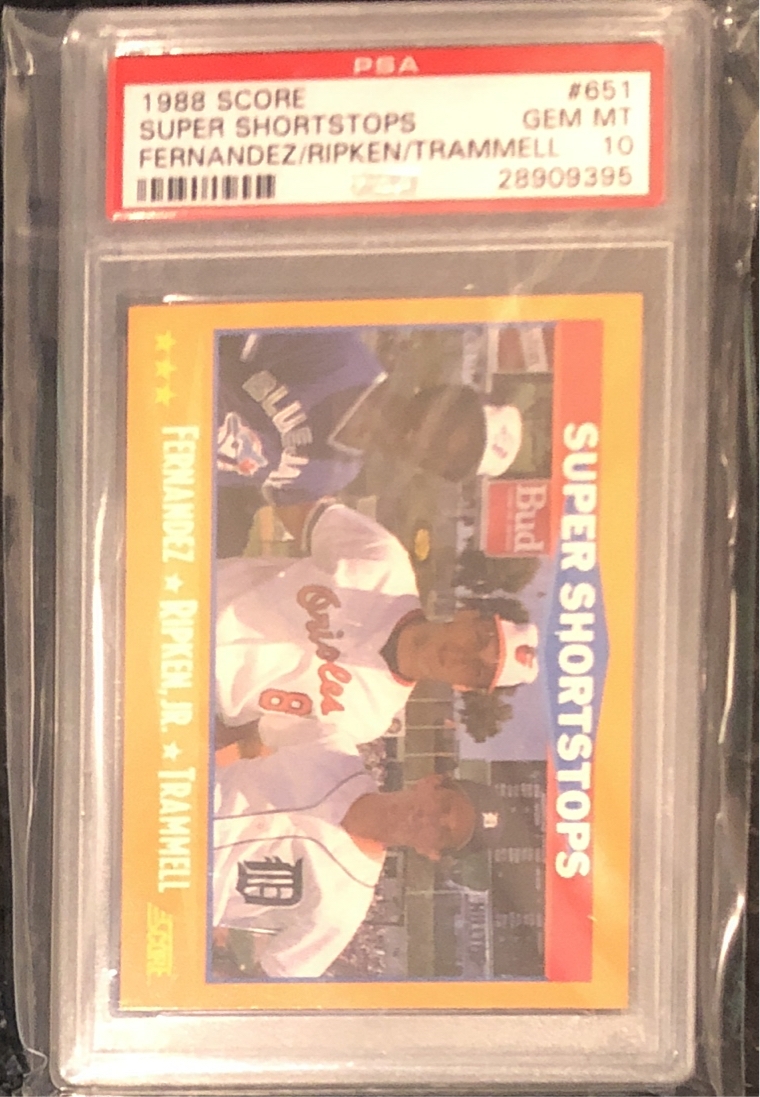 PSA
1988 SCORE #651
SUPER SHORTSTOPS GEM MT
FERNANDEZ/RIPKEN/TRAMMELL 10
28909395
SUPER SHORTSTOPS
Bud
BLUE JA
Orioles
8
D
FERNANDEZ ★ RIPKEN, JR. ★ TRAMMELL
SCORE